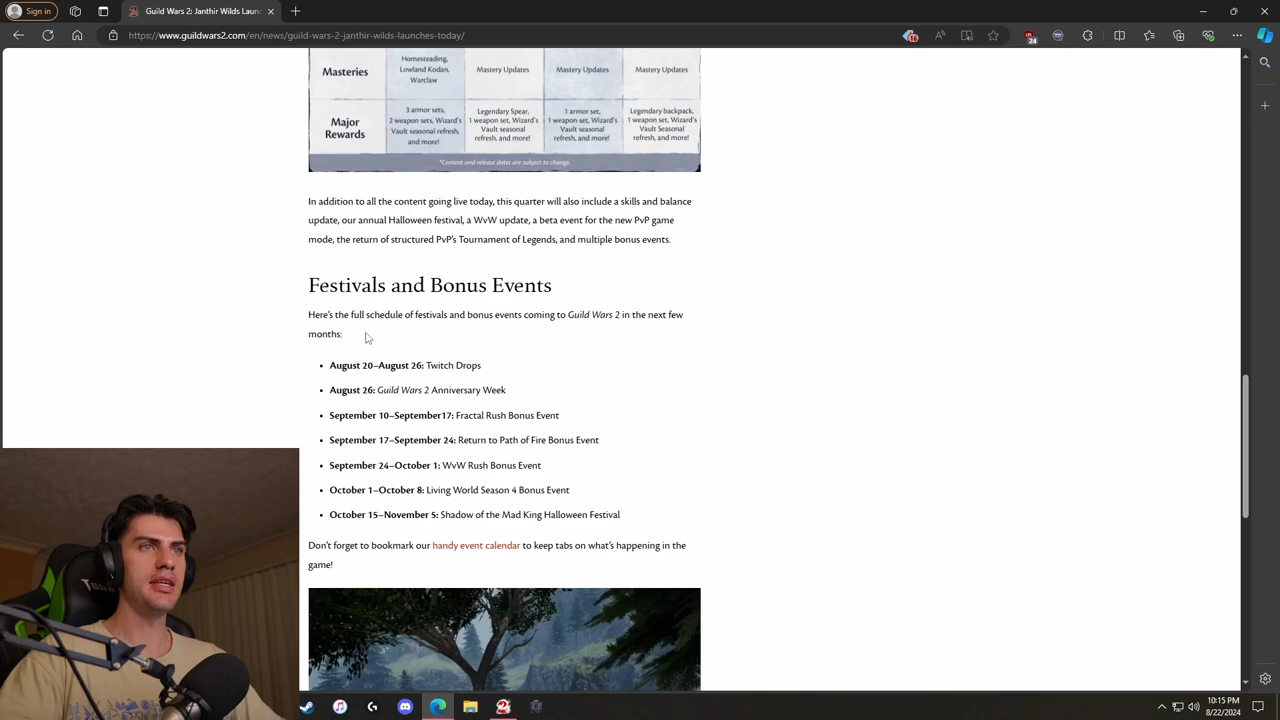 Sign in
Guild Wars 2: Janthir Wilds Laun
https://www.guildwars2.com/en/news/guild-wars-2-janthir-wilds-launches-today/
24
Masteries
Homesteading,
Lowland Kodan,
Warclaw
Mastery Updates
Mastery Updates
Mastery Updates
Major
Rewards
3 armor sets,
2 weapon sets, Wizard's
Vault seasonal refresh,
and more!
Legendary Spear,
1 weapon set, Wizard's
Vault seasonal
refresh, and more!
1 armor set,
1 weapon set, Wizard's
Vault seasonal
refresh, and more!
Legendary backpack,
1 weapon set, Wizard's
Vault Seasonal
refresh, and more!
*Content and release dates are subject to change.
In addition to all the content going live today, this quarter will also include a skills and balance
update, our annual Halloween festival, a WvW update, a beta event for the new PvP game
mode, the return of structured PvP's Tournament of Legends, and multiple bonus events.
Festivals and Bonus Events
Here's the full schedule of festivals and bonus events coming to Guild Wars 2 in the next few
months:
• August 20–August 26: Twitch Drops
• August 26: Guild Wars 2 Anniversary Week
• September 10–September17: Fractal Rush Bonus Event
• September 17–September 24: Return to Path of Fire Bonus Event
• September 24–October 1: WvW Rush Bonus Event
• October 1–October 8: Living World Season 4 Bonus Event
• October 15–November 5: Shadow of the Mad King Halloween Festival
Don't forget to bookmark our handy event calendar to keep tabs on what's happening in the
game!
10:15 PM
8/22/2024